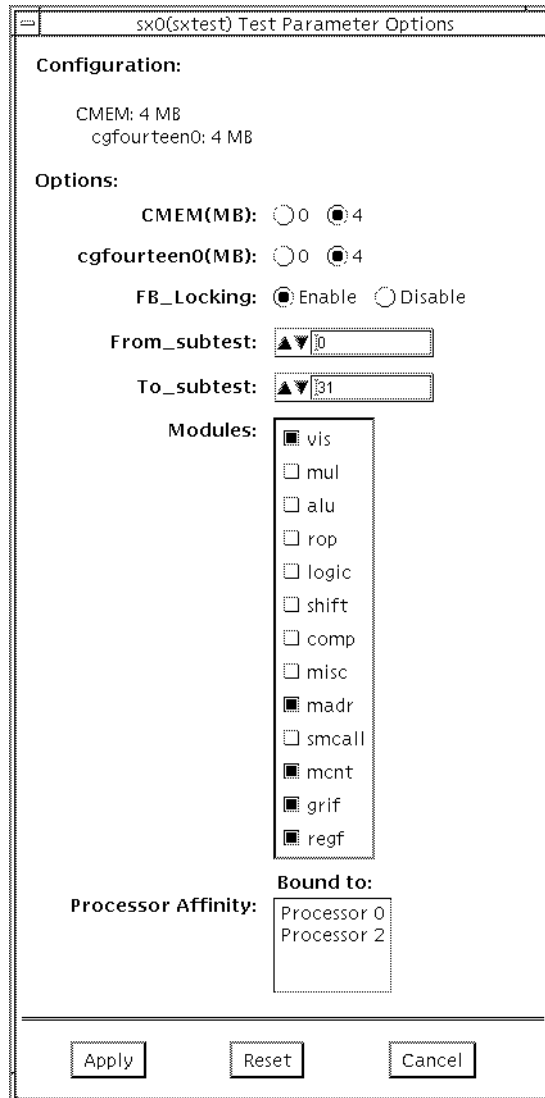 sx0(sxtest) Test Parameter Options
Configuration:
CMEM: 4 MB
cgfourteen0: 4 MB
Options:
CMEM(MB): 0 4
cgfourteen0(MB): 0 4
FB_Locking: Enable Disable
From_subtest: 0
To_subtest: 31
Modules: vis
mul
alu
rop
logic
shift
comp
misc
madr
smcall
mcnt
grif
regf
Bound to:
Processor Affinity: Processor 0
Processor 2
Apply Reset Cancel